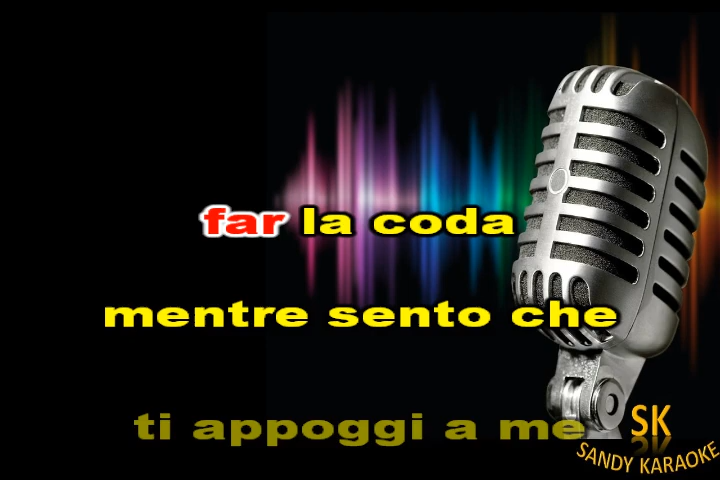 far la coda
mentre sento che
ti appoggi a me
SK
SANDY KARAOKE